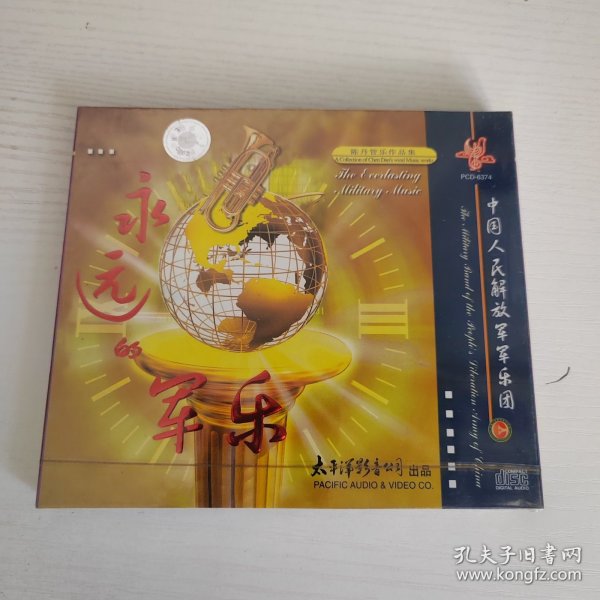 陈丹管乐作品集
A Collection of Chen Dan's wind Music works
The Everlasting
Military Music
永远的
军乐
PCD-6374
中国人民解放军军乐团
The Military Band of the People's Liberation Army of China
太平洋影音公司 出品
PACIFIC AUDIO & VIDEO CO.
COMPACT
disc
DIGITAL AUDIO
孔夫子旧书网
www.kongfz.com